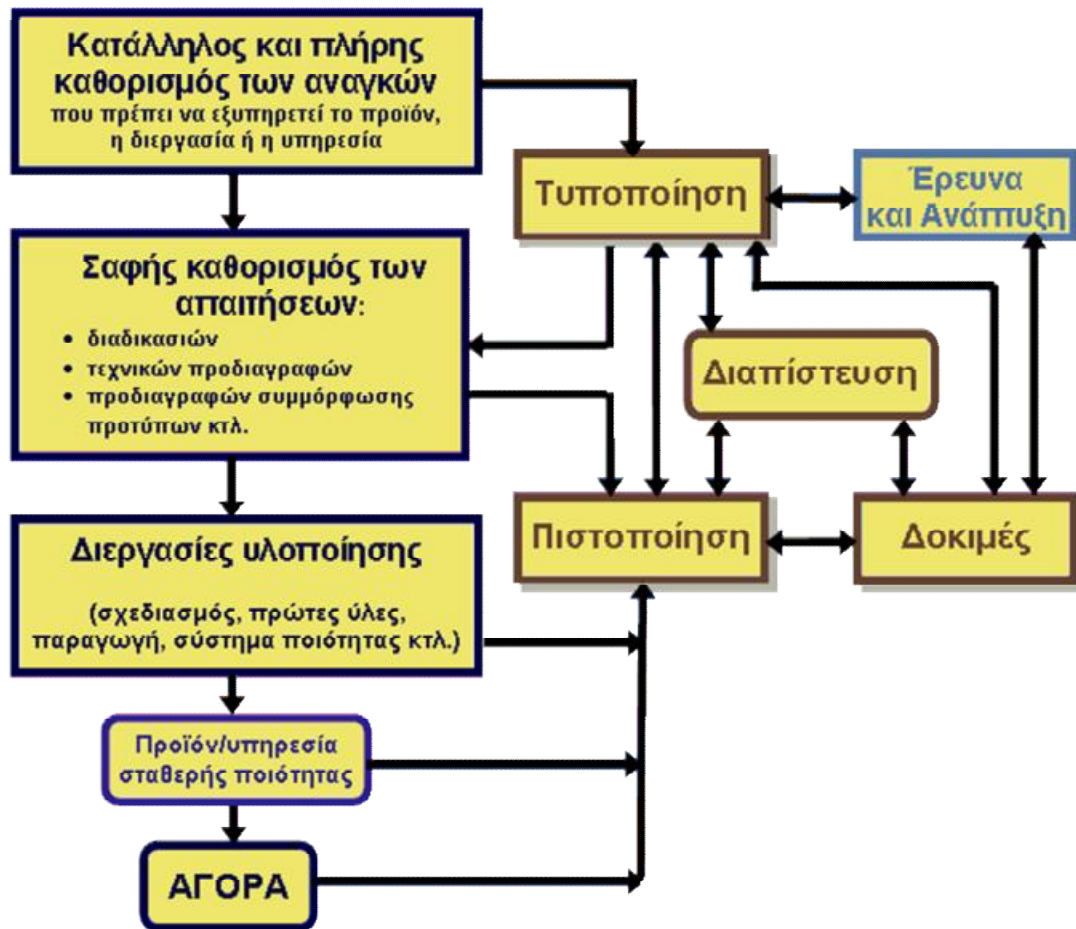 Κατάλληλος και πλήρης
καθορισμός των αναγκών
που πρέπει να εξυπηρετεί το προϊόν,
η διεργασία ή η υπηρεσία
Τυποποίηση
Έρευνα
και Ανάπτυξη
Σαφής καθορισμός των
απαιτήσεων:
• διαδικασιών
• τεχνικών προδιαγραφών
• προδιαγραφών συμμόρφωσης
προτύπων κτλ.
Διαπίστευση
Πιστοποίηση
Δοκιμές
Διεργασίες υλοποίησης
(σχεδιασμός, πρώτες ύλες,
παραγωγή, σύστημα ποιότητας κτλ.)
Προϊόν/υπηρεσία
σταθερής ποιότητας
ΑΓΟΡΑ